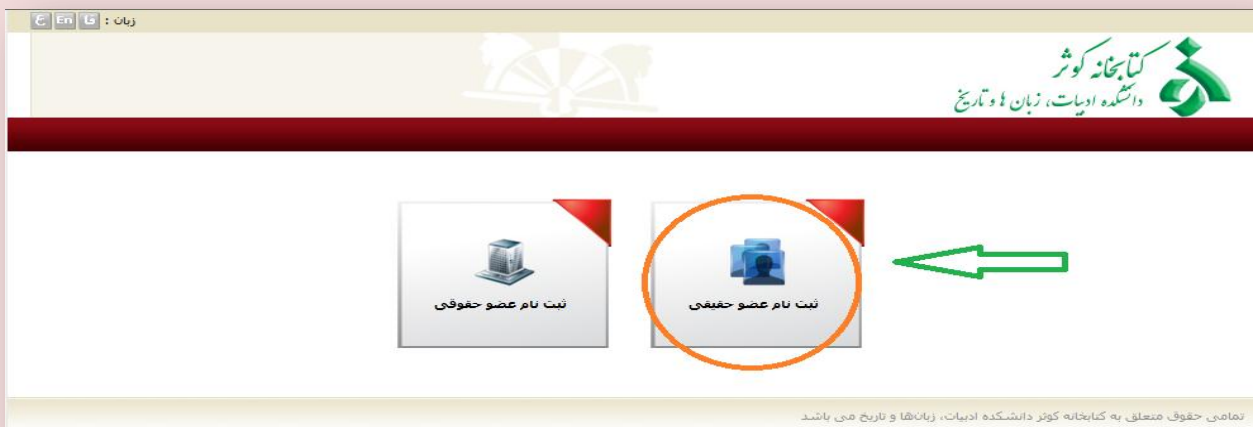 زبان : فا En ع
کتابخانه کوثر
دانشکده ادبیات، زبان ها و تاریخ
ثبت نام عضو حقیقی
ثبت نام عضو حقوقی
تمامی حقوق متعلق به کتابخانه کوثر دانشکده ادبیات، زبان‌ها و تاریخ می باشد